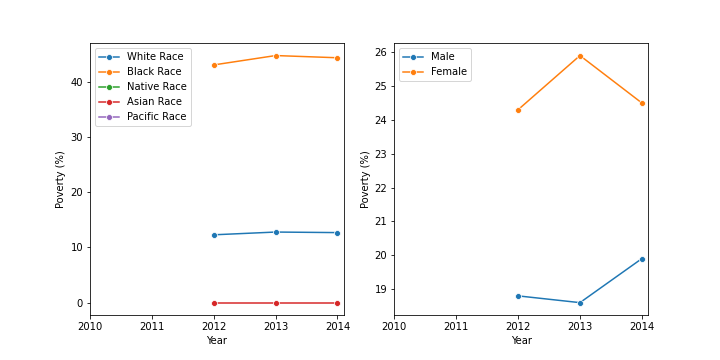 White Race
Black Race
Native Race
Asian Race
Pacific Race
40
30
20
10
0
Poverty (%)
2010 2011 2012 2013 2014
Year
Male
Female
26
25
24
23
22
21
20
19
Poverty (%)
2010 2011 2012 2013 2014
Year